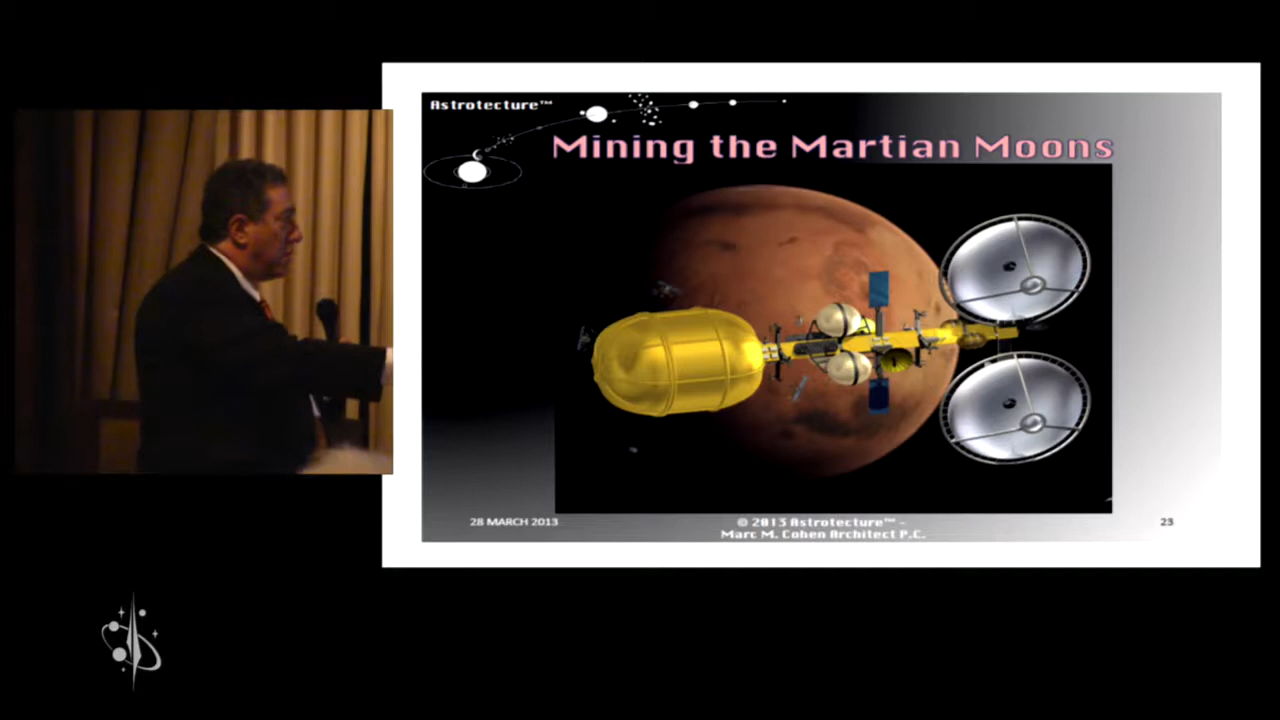 Astrotecture™
Mining the Martian Moons
28 MARCH 2013
© 2013 Astrotecture™ –
Marc M. Cohen Architect P.C.
23